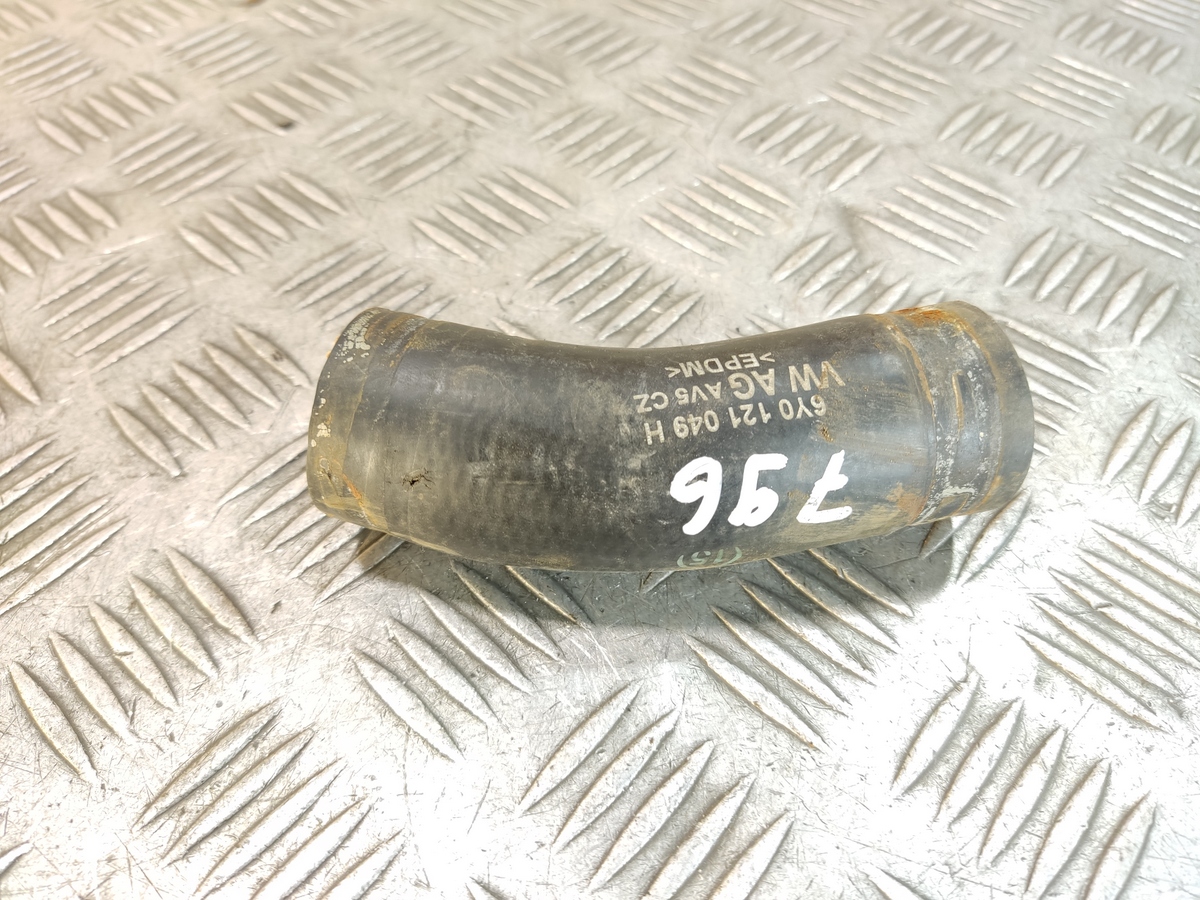 796
6Y0 121 049 H
VW AG AV5 CZ
>EPDM<